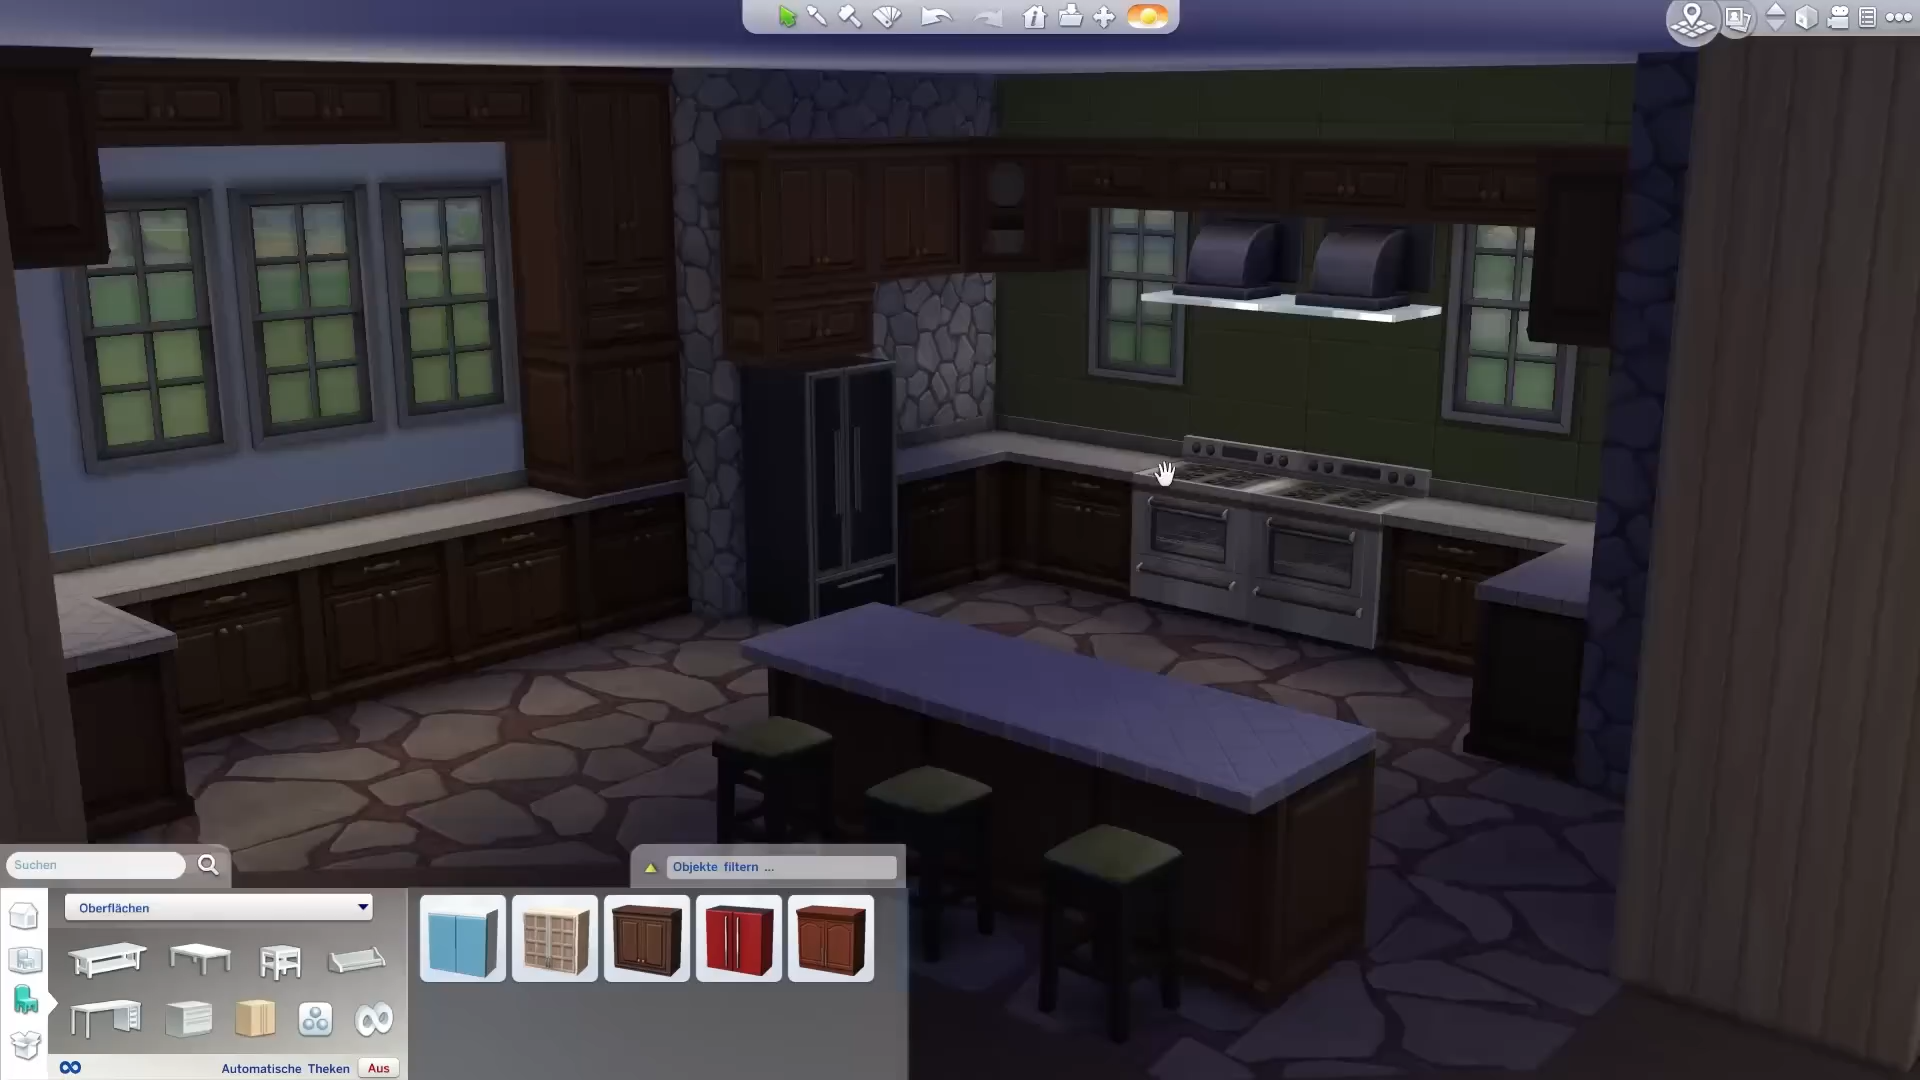 Suchen
Objekte filtern ...
Oberflächen
Automatische Theken
Aus